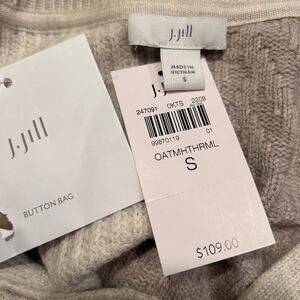 J.Jill
MADE IN
VIETNAM
S
J.J
247091 OKTS 2209
99870119 01
OATMHTHRML
S
$109.00
J.Jill
BUTTON BAG